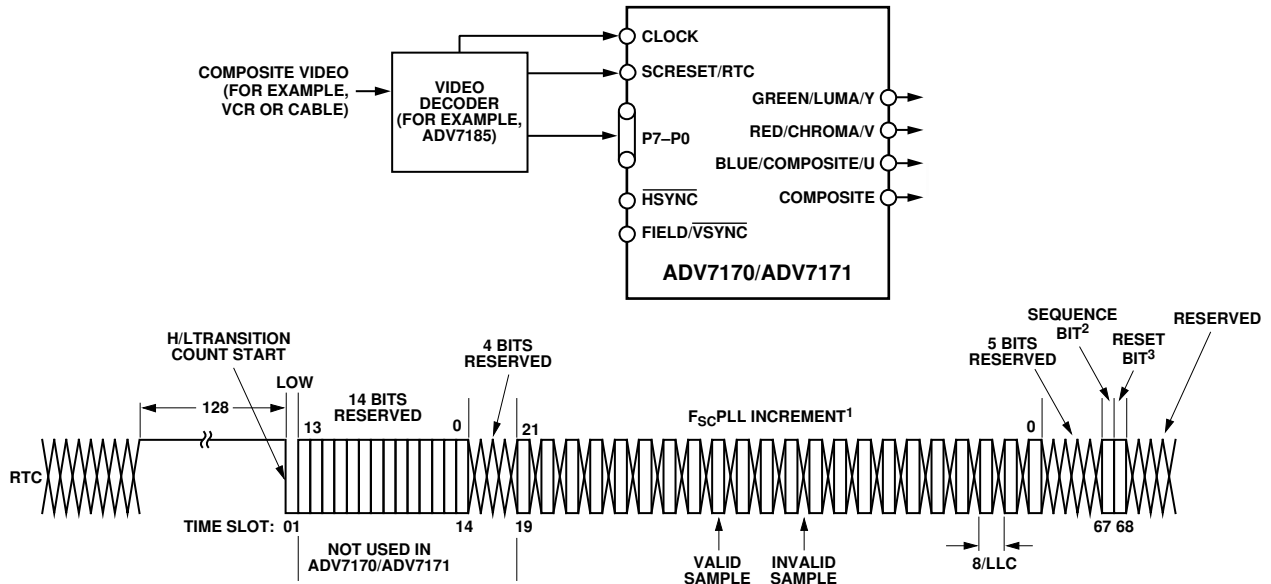 COMPOSITE VIDEO
(FOR EXAMPLE,
VCR OR CABLE)
VIDEO
DECODER
(FOR EXAMPLE,
ADV7185)
CLOCK
SCRESET/RTC
P7–P0
HSYNC
FIELD/VSYNC
GREEN/LUMA/Y
RED/CHROMA/V
BLUE/COMPOSITE/U
COMPOSITE
ADV7170/ADV7171
H/LTRANSITION
COUNT START
LOW
128
13
14 BITS
RESERVED
0
4 BITS
RESERVED
21
FSCPLL INCREMENT1
0
5 BITS
RESERVED
SEQUENCE
BIT2
RESET
BIT3
RESERVED
RTC
TIME SLOT: 01
14
19
67 68
NOT USED IN
ADV7170/ADV7171
VALID
SAMPLE
INVALID
SAMPLE
8/LLC